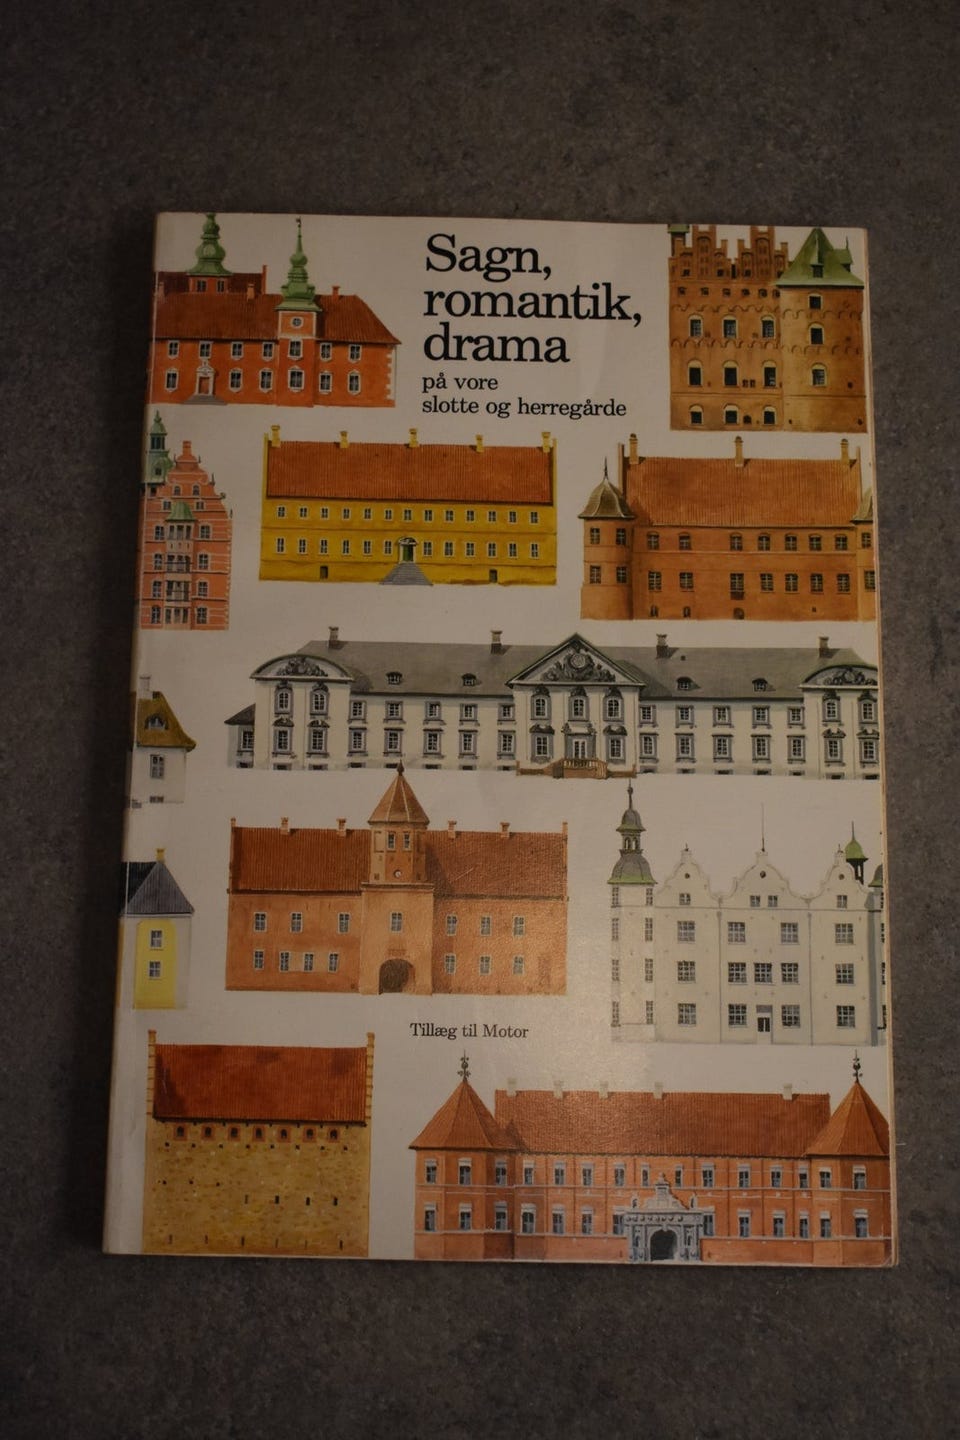 Sagn,
romantik,
drama
på vore
slotte og herregårde
Tillæg til Motor